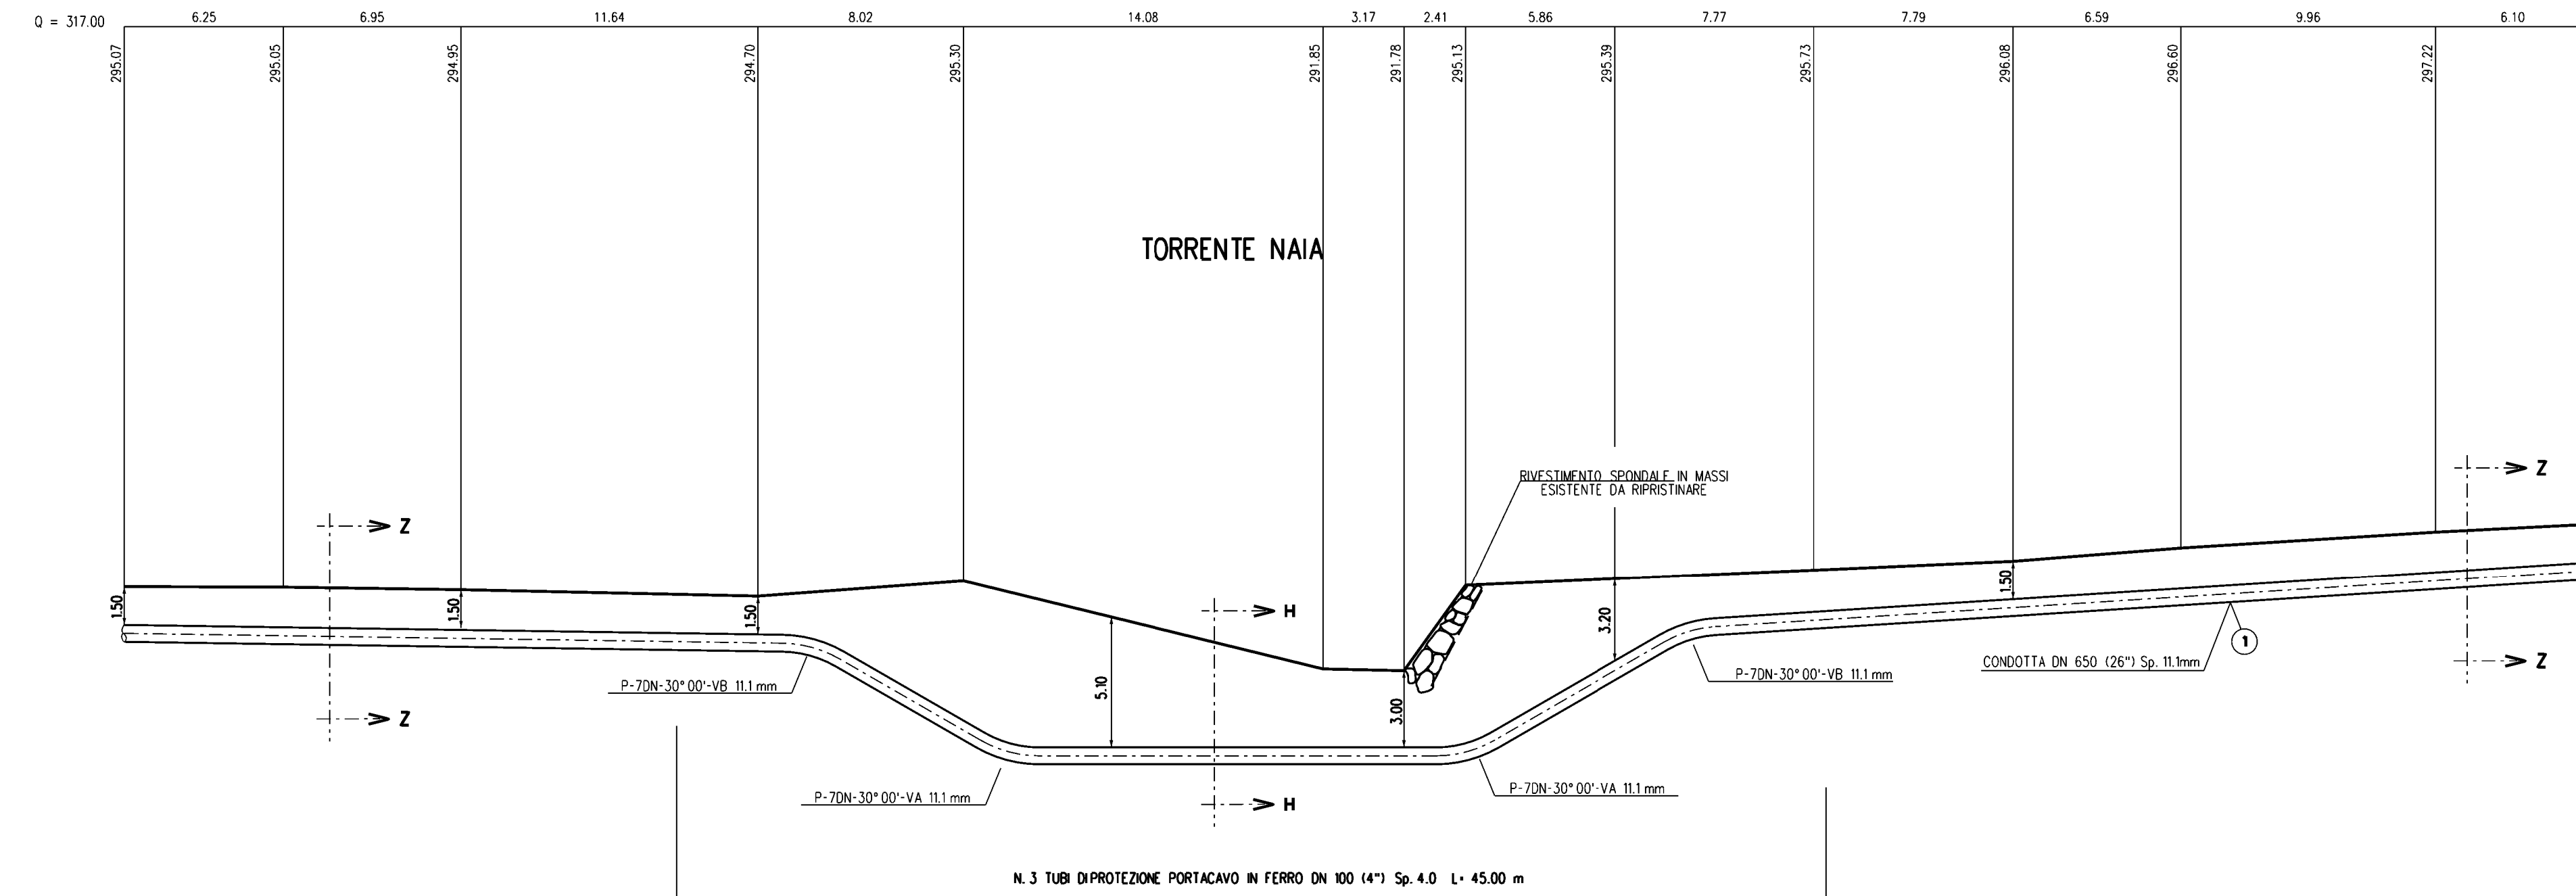 Q = 317.00
6.25 6.95 11.64 8.02 14.08 3.17 2.41 5.86 7.77 7.79 6.59 9.96 6.10
295.07 295.05 294.95 294.70 295.30 291.85 291.78 295.13 295.39 295.73 296.08 296.60 297.22
TORRENTE NAIA
RIVESTIMENTO SPONDALE IN MASSI
ESISTENTE DA RIPRISTINARE
Z
Z
1.50
1.50
1.50
H
3.20
1.50
1
Z
Z
CONDOTTA DN 650 (26") Sp. 11.1mm
P-7DN-30°00'-VB 11.1 mm
P-7DN-30°00'-VB 11.1 mm
5.10
3.00
P-7DN-30°00'-VA 11.1 mm
H
P-7DN-30°00'-VA 11.1 mm
N. 3 TUBI DI PROTEZIONE PORTACAVO IN FERRO DN 100 (4") Sp. 4.0 L= 45.00 m